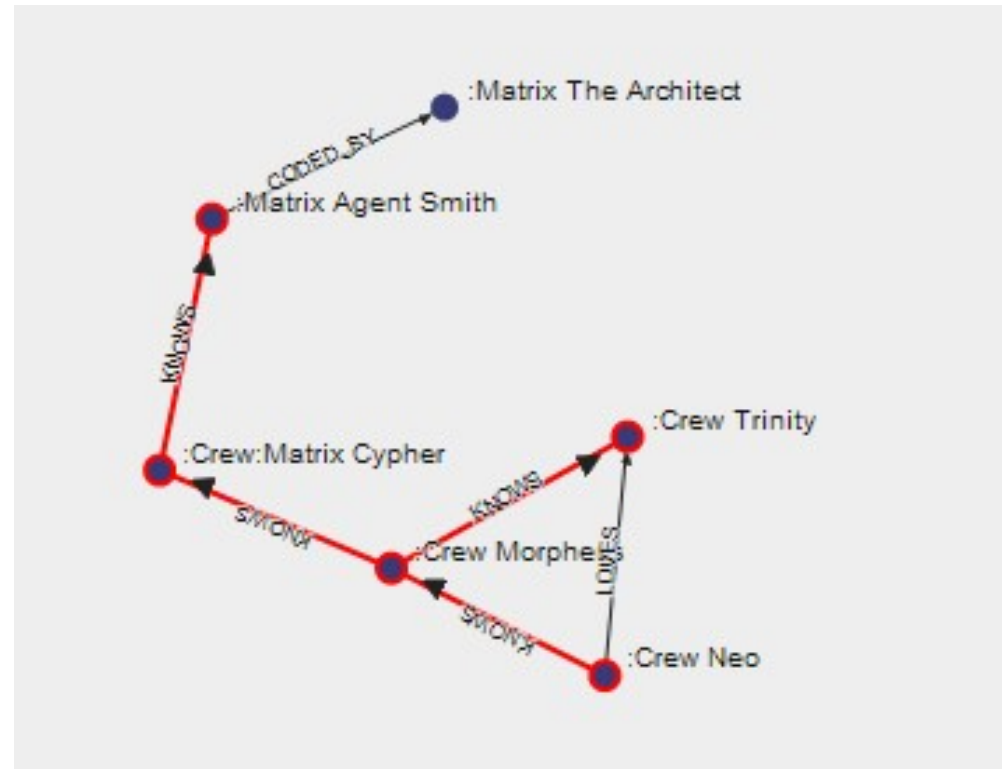 :Matrix The Architect
CODED_BY
:Matrix Agent Smith
KNOWS
:Crew Trinity
:Crew:Matrix Cypher
KNOWS
KNOWS
:Crew Morpheus
LOVES
KNOWS
:Crew Neo